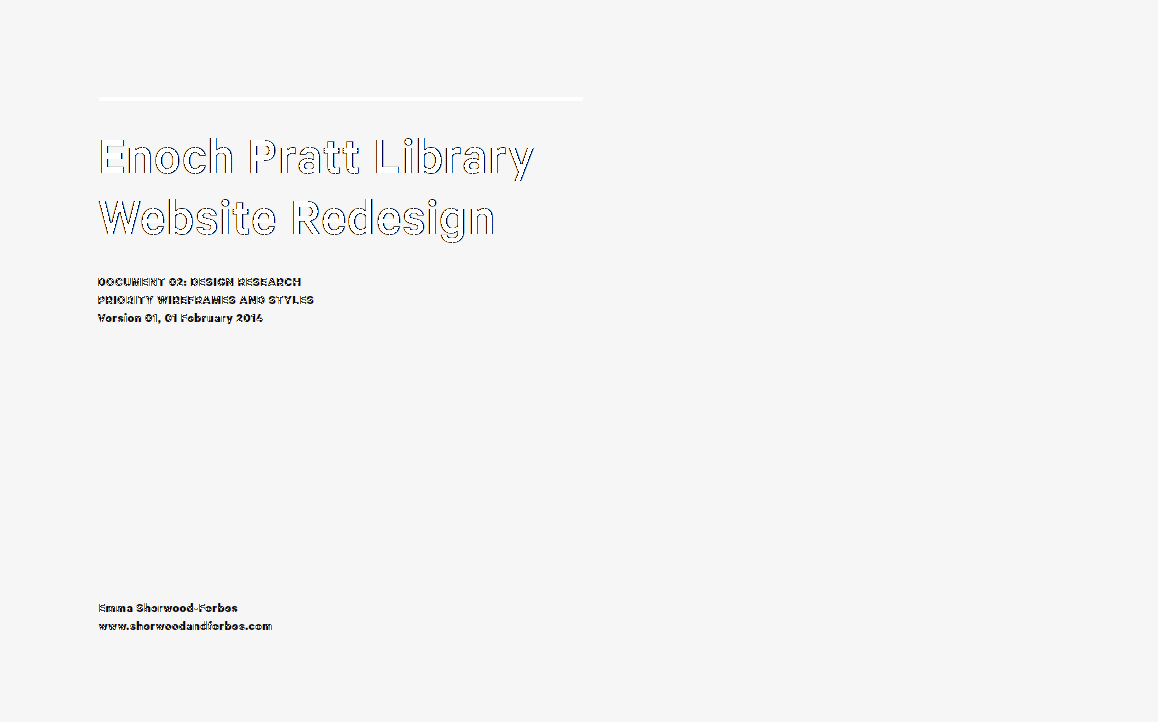 Enoch Pratt Library
Website Redesign
DOCUMENT 02: DESIGN RESEARCH
PRIORITY WIREFRAMES AND STYLES
Version 01, 01 February 2014
Emma Sherwood-Forbes
www.sherwoodandforbes.com